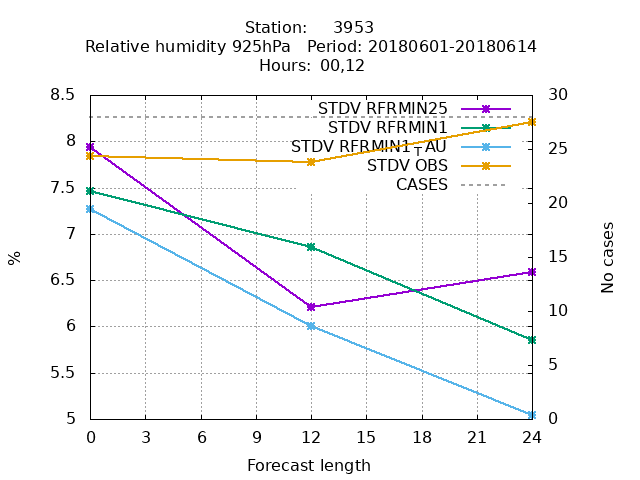 Station: 3953
Relative humidity 925hPa Period: 20180601-20180614
Hours: 00,12
8.5
8
7.5
7
6.5
6
5.5
5
%
30
25
20
15
10
5
0
No cases
STDV RFRMIN25
STDV RFRMIN1
STDV RFRMIN1_AU
STDV OBS
CASES
0 3 6 9 12 15 18 21 24
Forecast length